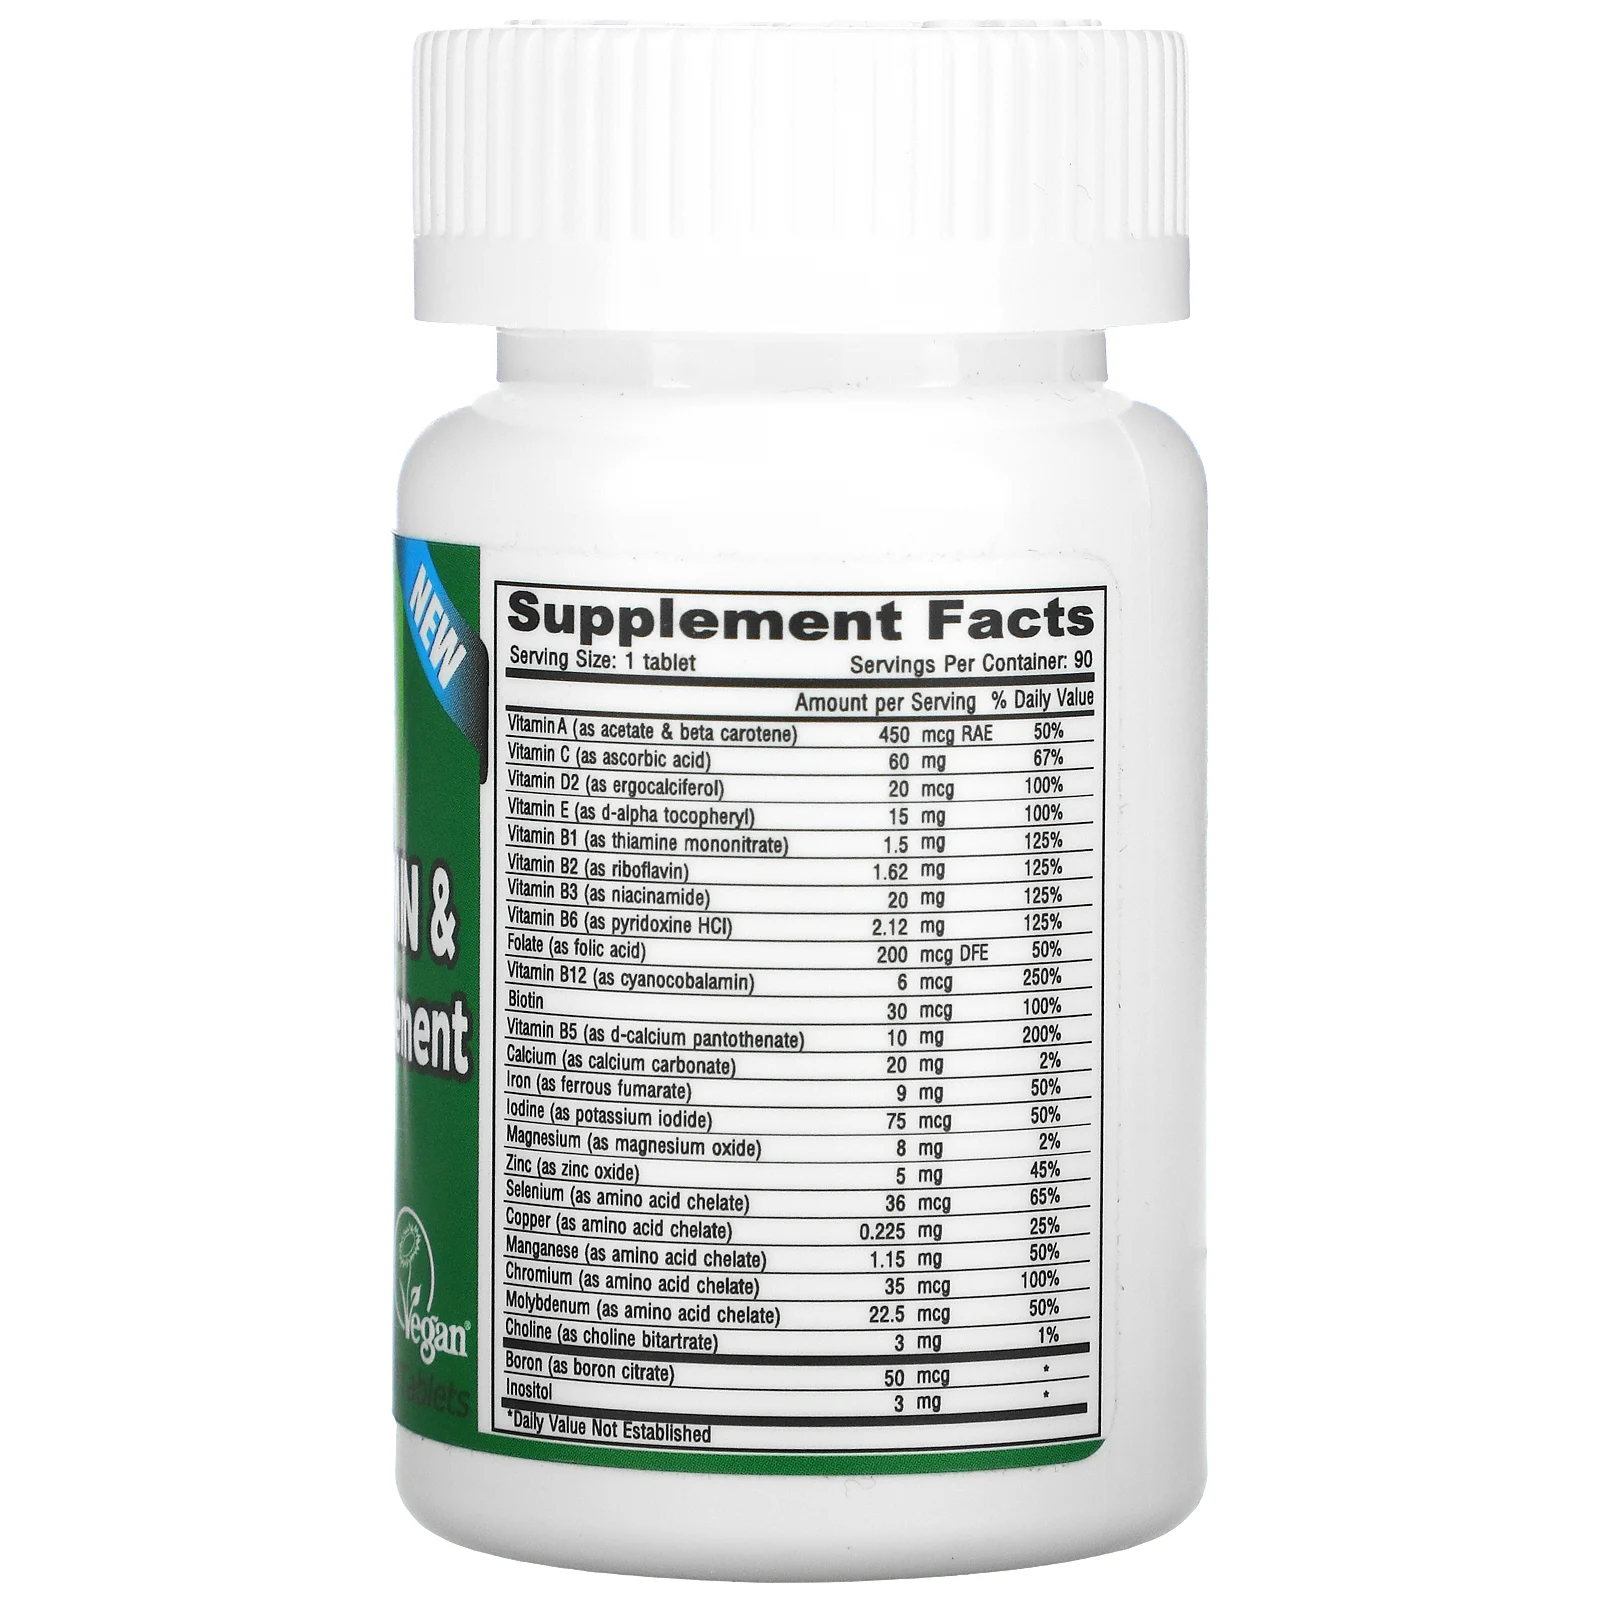 NEW
Supplement Facts
Serving Size: 1 tablet Servings Per Container: 90
Amount per Serving % Daily Value
Vitamin A (as acetate & beta carotene) 450 mcg RAE 50%
Vitamin C (as ascorbic acid) 60 mg 67%
Vitamin D2 (as ergocalciferol) 20 mcg 100%
Vitamin E (as d-alpha tocopheryl) 15 mg 100%
Vitamin B1 (as thiamine mononitrate) 1.5 mg 125%
Vitamin B2 (as riboflavin) 1.62 mg 125%
Vitamin B3 (as niacinamide) 20 mg 125%
Vitamin B6 (as pyridoxine HCl) 2.12 mg 125%
Folate (as folic acid) 200 mcg DFE 50%
Vitamin B12 (as cyanocobalamin) 6 mcg 250%
Biotin 30 mcg 100%
Vitamin B5 (as d-calcium pantothenate) 10 mg 200%
Calcium (as calcium carbonate) 20 mg 2%
Iron (as ferrous fumarate) 9 mg 50%
Iodine (as potassium iodide) 75 mcg 50%
Magnesium (as magnesium oxide) 8 mg 2%
Zinc (as zinc oxide) 5 mg 45%
Selenium (as amino acid chelate) 36 mcg 65%
Copper (as amino acid chelate) 0.225 mg 25%
Manganese (as amino acid chelate) 1.15 mg 50%
Chromium (as amino acid chelate) 35 mcg 100%
Molybdenum (as amino acid chelate) 22.5 mcg 50%
Choline (as choline bitartrate) 3 mg 1%
Boron (as boron citrate) 50 mcg *
Inositol 3 mg *
*Daily Value Not Established
IN &
ement
Vegan®
ablets